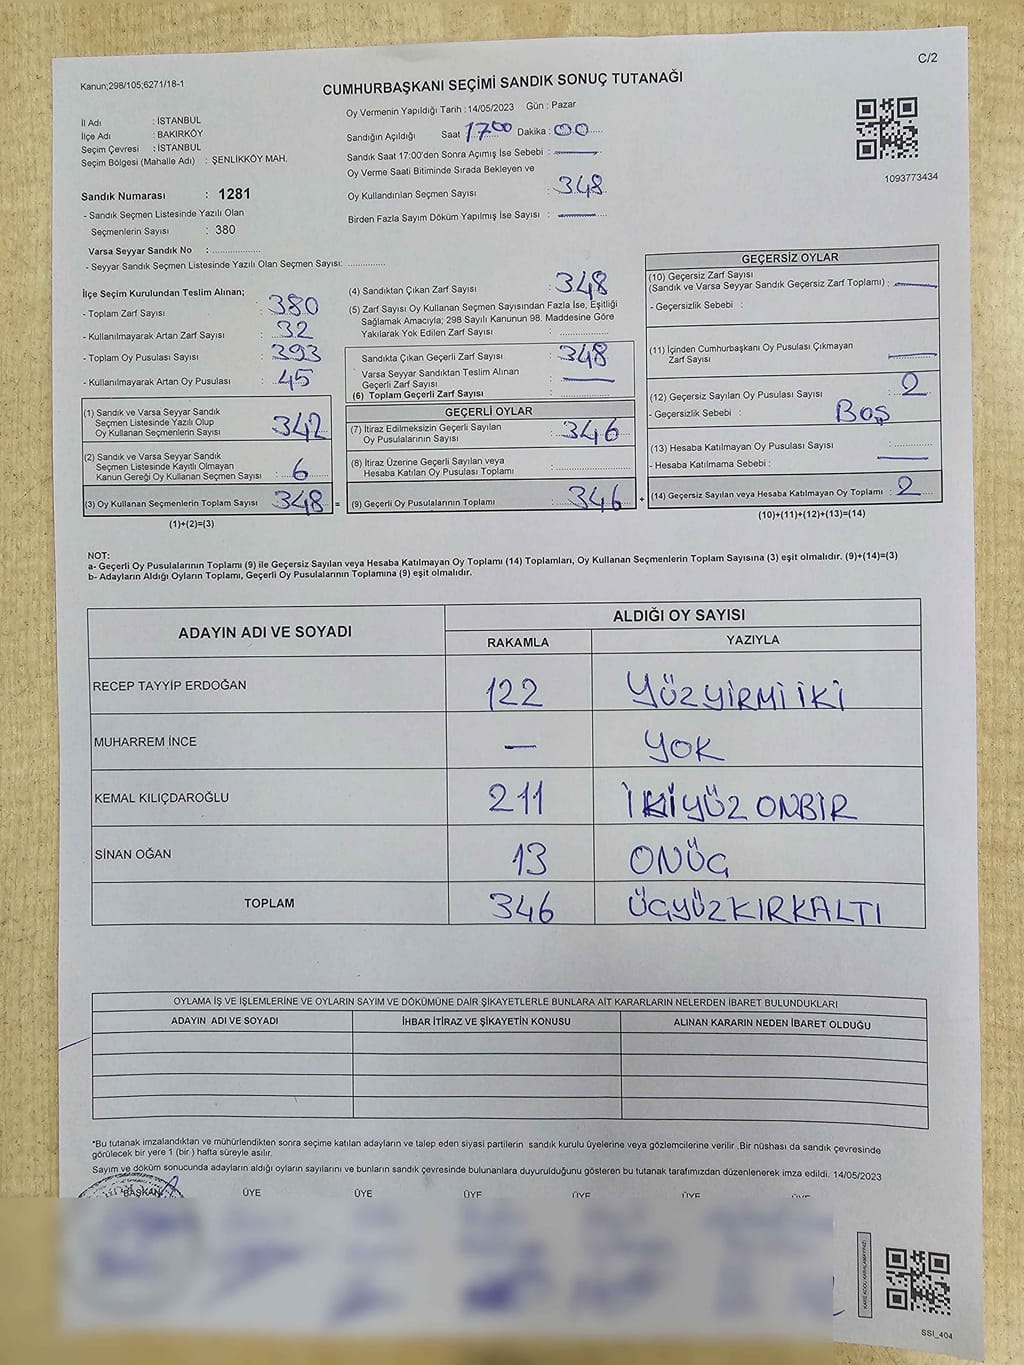 C/2
Kanun;298/105;6271/18-1
CUMHURBAŞKANI SEÇİMİ SANDIK SONUÇ TUTANAĞI
İl Adı : İSTANBUL
İlçe Adı : BAKIRKÖY
Seçim Çevresi : İSTANBUL
Seçim Bölgesi (Mahalle Adı) : ŞENLİKKÖY MAH.
Sandık Numarası : 1281
- Sandık Seçmen Listesinde Yazılı Olan
Seçmenlerin Sayısı : 380
Varsa Seyyar Sandık No : ..................
- Seyyar Sandık Seçmen Listesinde Yazılı Olan Seçmen Sayısı: ..............
Oy Vermenin Yapıldığı Tarih : 14/05/2023 Gün : Pazar
Sandığın Açıldığı Saat 17 00 Dakika : 00
Sandık Saat 17:00'den Sonra Açımış İse Sebebi : —
Oy Verme Saati Bitiminde Sırada Bekleyen ve
Oy Kullandırılan Seçmen Sayısı : 348
Birden Fazla Sayım Döküm Yapılmış İse Sayısı : —
1093773434
İlçe Seçim Kurulundan Teslim Alınan;
- Toplam Zarf Sayısı : 380
- Kullanılmayarak Artan Zarf Sayısı : 32
- Toplam Oy Pusulası Sayısı : 393
- Kullanılmayarak Artan Oy Pusulası : 45
(1) Sandık ve Varsa Seyyar Sandık
Seçmen Listesinde Yazılı Olup
Oy Kullanan Seçmenlerin Sayısı : 342
(2) Sandık ve Varsa Seyyar Sandık
Seçmen Listesinde Kayıtlı Olmayan
Kanun Gereği Oy Kullanan Seçmen Sayısı : 6
(3) Oy Kullanan Seçmenlerin Toplam Sayısı : 348 =
(1)+(2)=(3)
(4) Sandıktan Çıkan Zarf Sayısı : 348
(5) Zarf Sayısı Oy Kullanan Seçmen Sayısından Fazla İse, Eşitliği
Sağlamak Amacıyla; 298 Sayılı Kanunun 98. Maddesine Göre
Yakılarak Yok Edilen Zarf Sayısı : ..............
Sandıkta Çıkan Geçerli Zarf Sayısı : 348
Varsa Seyyar Sandıktan Teslim Alınan
Geçerli Zarf Sayısı : —
(6) Toplam Geçerli Zarf Sayısı : ..............
GEÇERLİ OYLAR
(7) İtiraz Edilmeksizin Geçerli Sayılan
Oy Pusulalarının Sayısı : 346
(8) İtiraz Üzerine Geçerli Sayılan veya
Hesaba Katılan Oy Pusulası Toplamı : ..............
(9) Geçerli Oy Pusulalarının Toplamı : 346 +
GEÇERSİZ OYLAR
(10) Geçersiz Zarf Sayısı
(Sandık ve Varsa Seyyar Sandık Geçersiz Zarf Toplamı) : —
- Geçersizlik Sebebi :
(11) İçinden Cumhurbaşkanı Oy Pusulası Çıkmayan
Zarf Sayısı : —
(12) Geçersiz Sayılan Oy Pusulası Sayısı : 2
- Geçersizlik Sebebi : BOŞ
(13) Hesaba Katılmayan Oy Pusulası Sayısı : —
- Hesaba Katılmama Sebebi :
(14) Geçersiz Sayılan veya Hesaba Katılmayan Oy Toplamı : 2
(10)+(11)+(12)+(13)=(14)
NOT:
a- Geçerli Oy Pusulalarının Toplamı (9) ile Geçersiz Sayılan veya Hesaba Katılmayan Oy Toplamı (14) Toplamları, Oy Kullanan Seçmenlerin Toplam Sayısına (3) eşit olmalıdır. (9)+(14)=(3)
b- Adayların Aldığı Oyların Toplamı, Geçerli Oy Pusulalarının Toplamına (9) eşit olmalıdır.
ADAYIN ADI VE SOYADI ALDIĞI OY SAYISI
RAKAMLA YAZIYLA
RECEP TAYYİP ERDOĞAN 122 YÜZYİRMİ İKİ
MUHARREM İNCE — YOK
KEMAL KILIÇDAROĞLU 211 İKİYÜZ ONBİR
SİNAN OĞAN 13 ONÜÇ
TOPLAM 346 ÜÇYÜZKIRKALTI
OYLAMA İŞ VE İŞLEMLERİNE VE OYLARIN SAYIM VE DÖKÜMÜNE DAİR ŞİKAYETLERLE BUNLARA AİT KARARLARIN NELERDEN İBARET BULUNDUKLARI
ADAYIN ADI VE SOYADI İHBAR İTİRAZ VE ŞİKAYETİN KONUSU ALINAN KARARIN NEDEN İBARET OLDUĞU
*Bu tutanak imzalandıktan ve mühürlendikten sonra seçime katılan adayların ve talep eden siyasi partilerin sandık kurulu üyelerine veya gözlemcilerine verilir .Bir nüshası da sandık çevresinde
görülecek bir yere 1 (bir ) hafta süreyle asılır.
Sayım ve döküm sonucunda adayların aldığı oyların sayılarını ve bunların sandık çevresinde bulunanlara duyurulduğunu gösteren bu tutanak tarafımızdan düzenlenerek imza edildi. 14/05/2023
BAŞKAN ÜYE ÜYE ÜYE ÜYE ÜYE ÜYE
KARE KODU KARALAMAYINIZ!
SSI_404